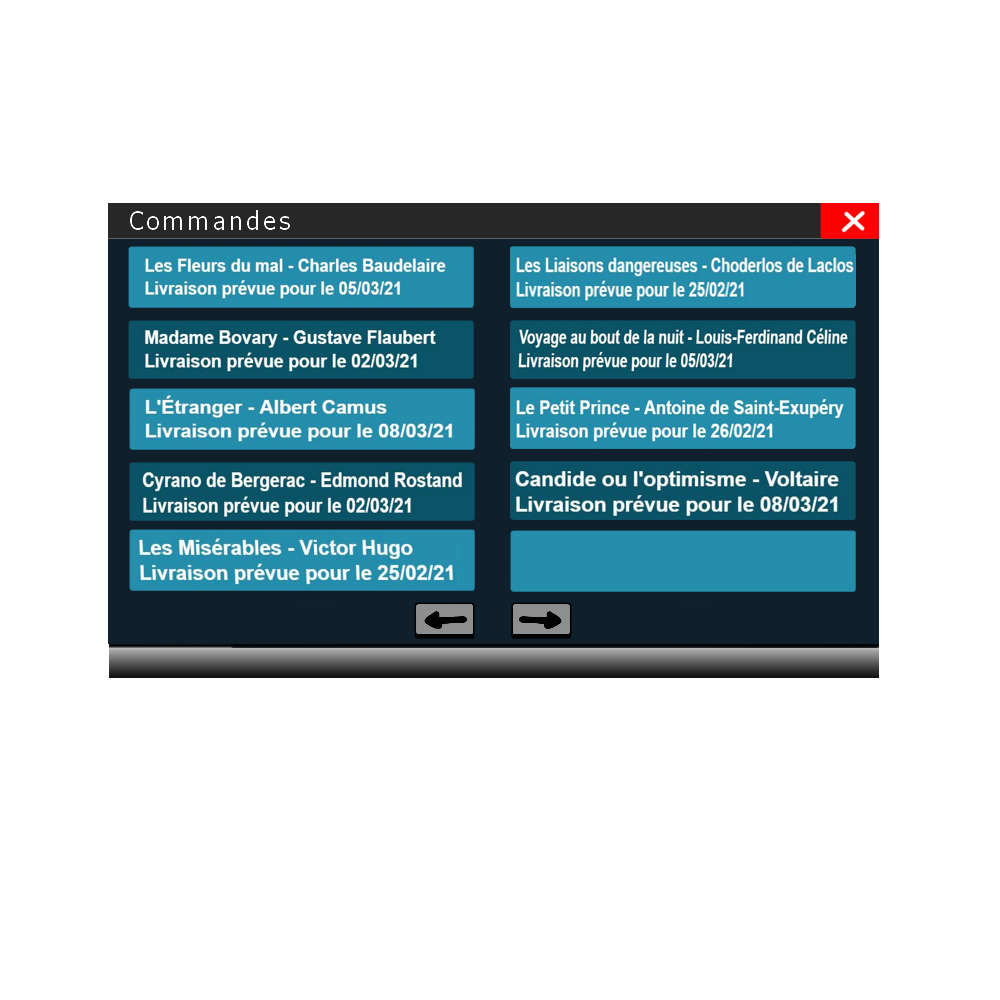 Commandes
Les Fleurs du mal - Charles Baudelaire
Livraison prévue pour le 05/03/21
Madame Bovary - Gustave Flaubert
Livraison prévue pour le 02/03/21
L'Étranger - Albert Camus
Livraison prévue pour le 08/03/21
Cyrano de Bergerac - Edmond Rostand
Livraison prévue pour le 02/03/21
Les Misérables - Victor Hugo
Livraison prévue pour le 25/02/21
Les Liaisons dangereuses - Choderlos de Laclos
Livraison prévue pour le 25/02/21
Voyage au bout de la nuit - Louis-Ferdinand Céline
Livraison prévue pour le 05/03/21
Le Petit Prince - Antoine de Saint-Exupéry
Livraison prévue pour le 26/02/21
Candide ou l'optimisme - Voltaire
Livraison prévue pour le 08/03/21